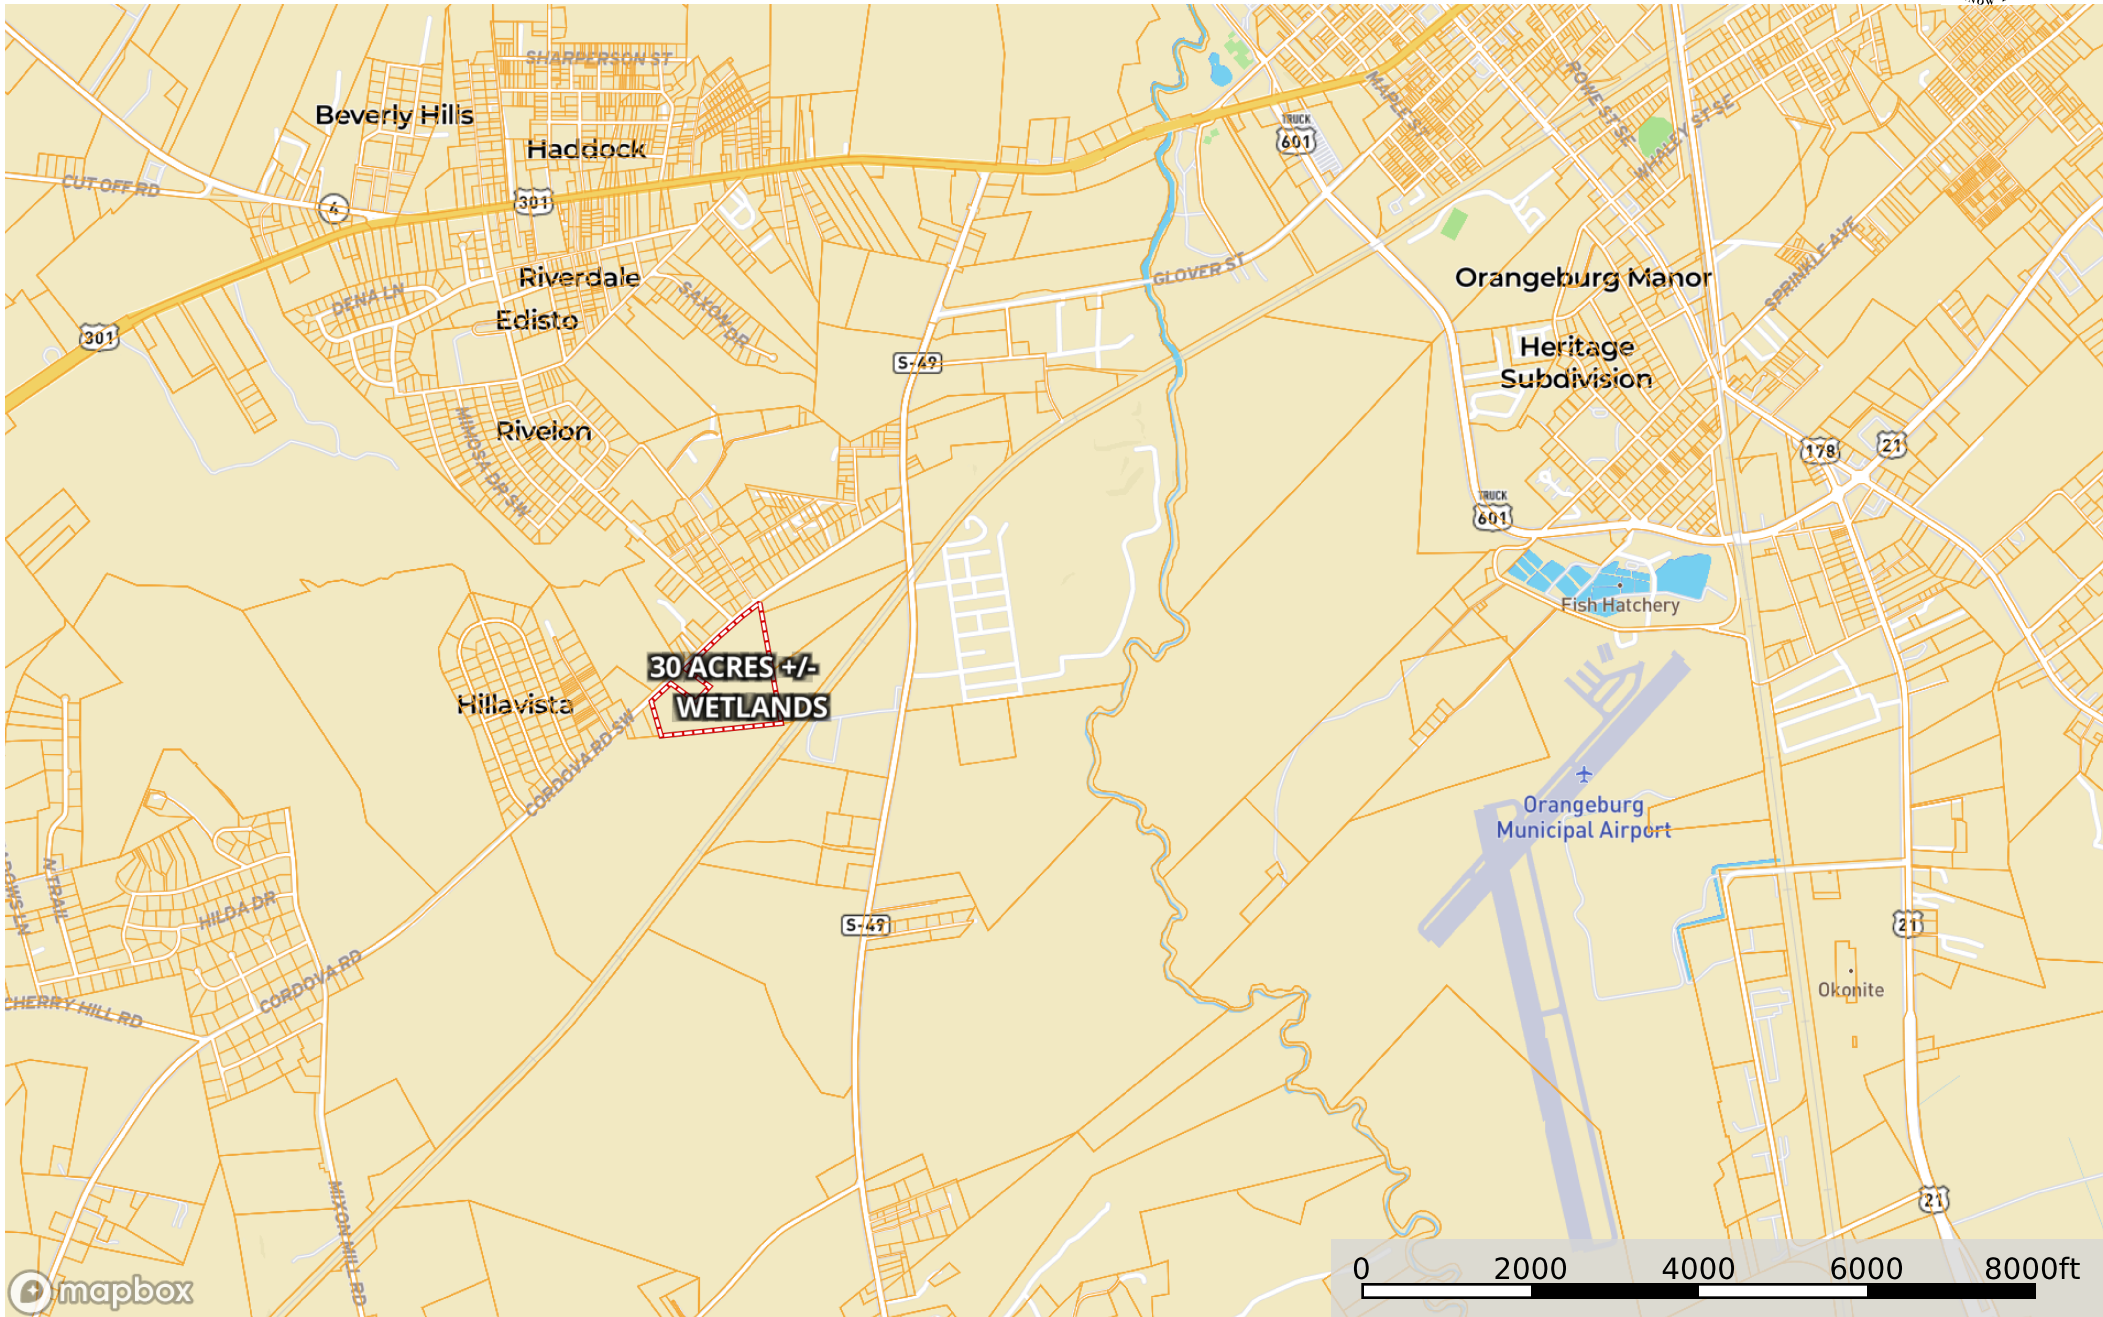 SHARPERSON ST
Beverly Hills
Haddock
TRUCK
601
MAPLE ST
ROWE ST SE
WHALEY ST SE
CUT OFF RD
4
301
GLOVER ST
SPRINKLE AVE
Orangeburg Manor
DENA LN
Riverdale
SAXON DR
Edisto
301
S-49
Heritage
Subdivision
MIMOSA DR SW
Rivelon
178
21
TRUCK
601
Fish Hatchery
30 ACRES +/-
WETLANDS
Hillavista
CORDOVA RD SW
Orangeburg
Municipal Airport
N TRAIL
HILDA DR
S-49
21
CORDOVA RD
CHERRY HILL RD
Okonite
MIXON MILL RD
21
mapbox
0 2000 4000 6000 8000ft